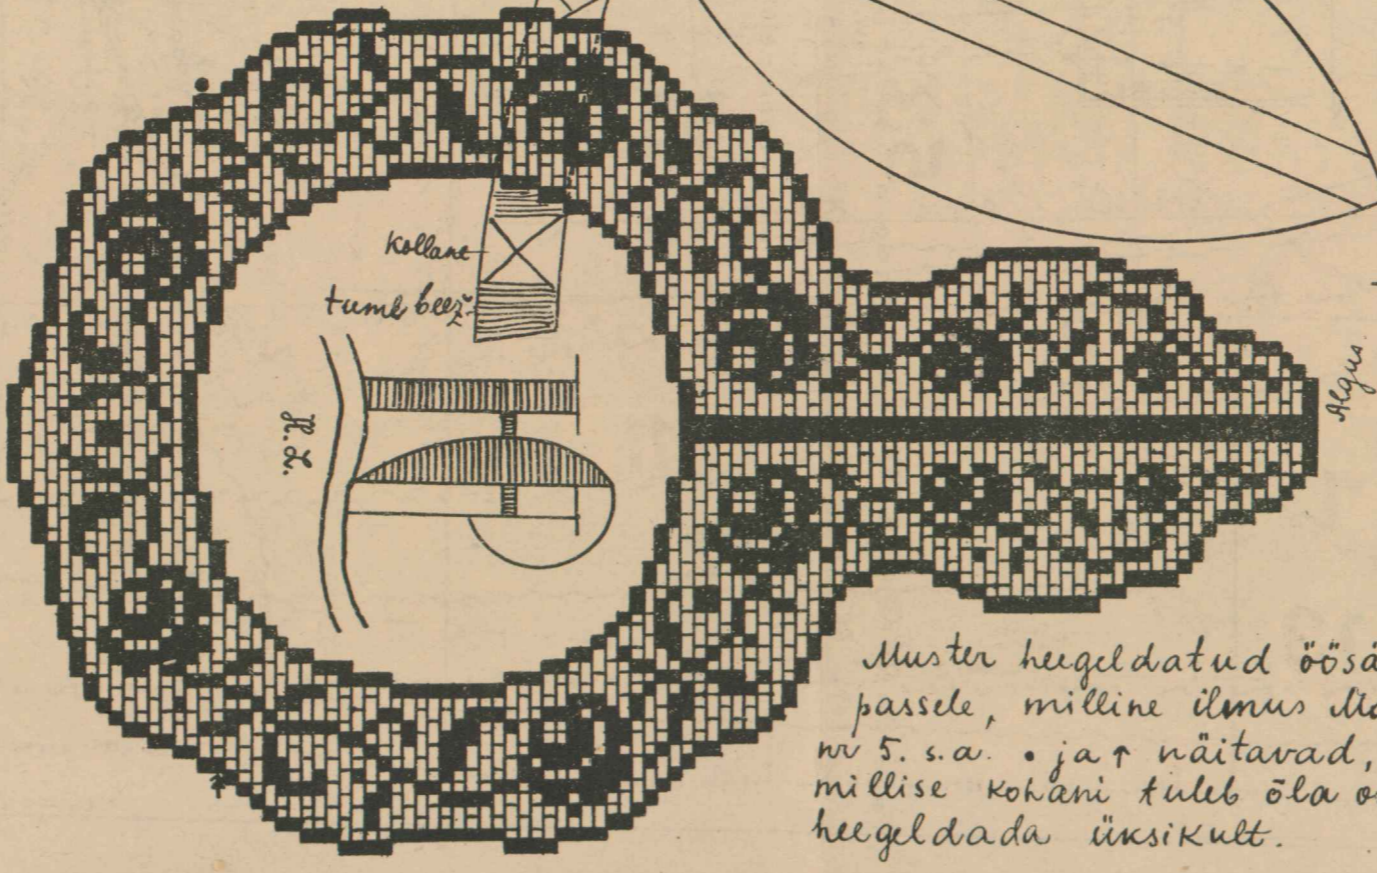 Kollane
tume beež
H. L.
Algus.
Muster heegeldatud öösä
passele, milline ilmus Ma
nr 5. s.a. • ja ↑ näitavad,
millise kohani tuleb õla o
heegeldada üksikult.